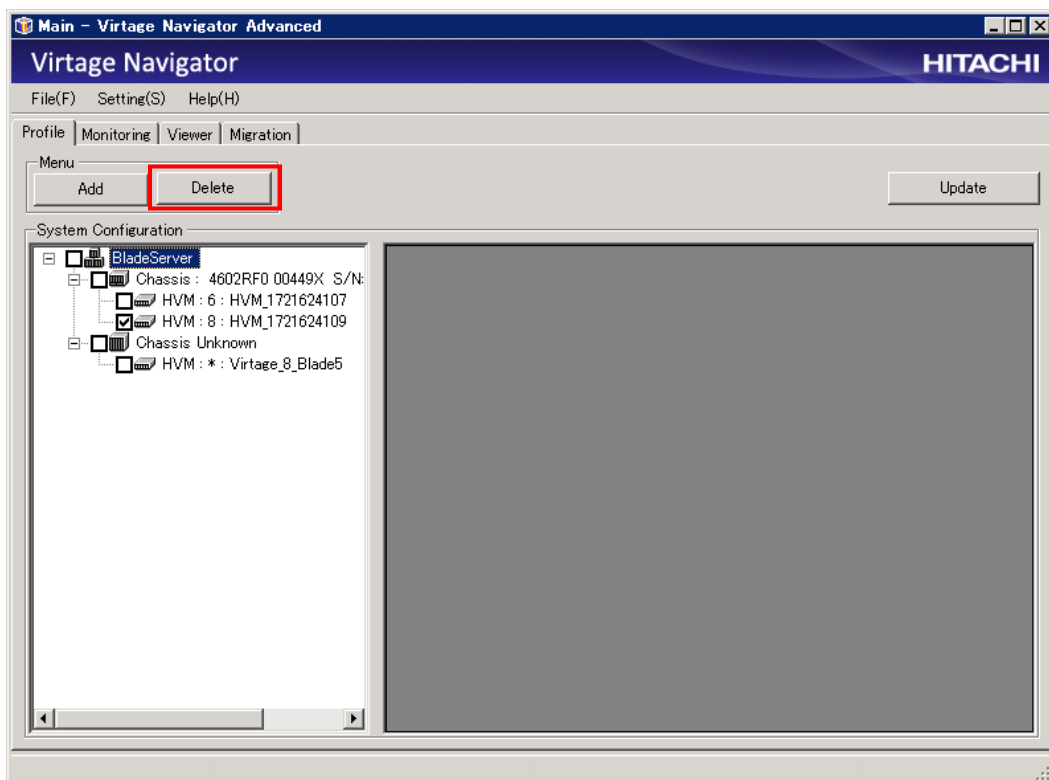 Main - Virtage Navigator Advanced
Virtage Navigator
HITACHI
File(F) Setting(S) Help(H)
Profile Monitoring Viewer Migration
Menu
Add Delete Update
System Configuration
BladeServer
Chassis : 4602RF0 00449X S/N:
HVM : 6 : HVM_1721624107
HVM : 8 : HVM_1721624109
Chassis Unknown
HVM : * : Virtage_8_Blade5